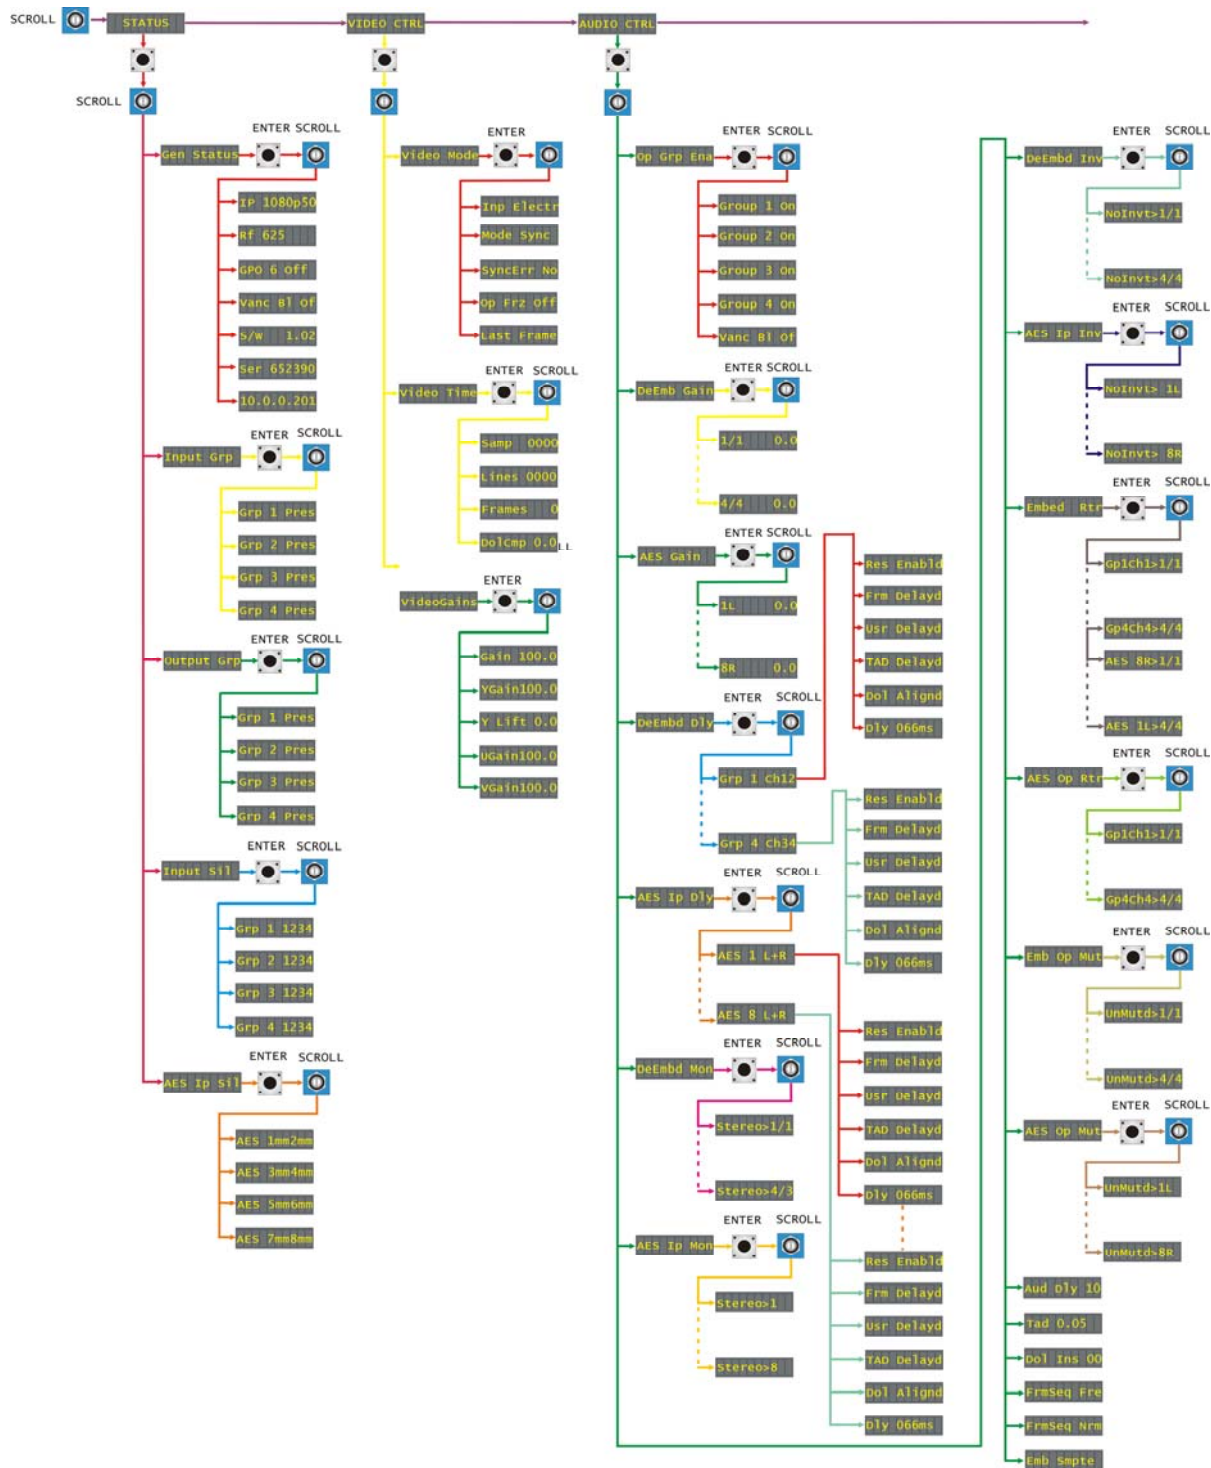 SCROLL
STATUS
VIDEO CTRL
AUDIO CTRL
SCROLL
ENTER SCROLL
Gen Status
IP 1080p50
Rf 625
GPO 6 Off
Vanc Bl Of
S/W 1.02
Ser 652390
10.0.0.201
ENTER SCROLL
Input Grp
Grp 1 Pres
Grp 2 Pres
Grp 3 Pres
Grp 4 Pres
ENTER SCROLL
Output Grp
Grp 1 Pres
Grp 2 Pres
Grp 3 Pres
Grp 4 Pres
ENTER SCROLL
Input Sil
Grp 1 1234
Grp 2 1234
Grp 3 1234
Grp 4 1234
ENTER SCROLL
AES Ip Sil
AES 1mm2mm
AES 3mm4mm
AES 5mm6mm
AES 7mm8mm
ENTER
Video Mode
Inp Electr
Mode Sync
SyncErr No
Op Frz Off
Last Frame
ENTER SCROLL
Video Time
Samp 0000
Lines 0000
Frames 0
DolCmp 0.0
LL
ENTER
VideoGains
Gain 100.0
YGain100.0
Y Lift 0.0
UGain100.0
VGain100.0
ENTER SCROLL
Op Grp Ena
Group 1 On
Group 2 On
Group 3 On
Group 4 On
Vanc Bl Of
ENTER SCROLL
DeEmb Gain
1/1 0.0
4/4 0.0
ENTER SCROLL
AES Gain
1L 0.0
8R 0.0
ENTER SCROLL
DeEmbd Dly
Grp 1 Ch12
Grp 4 Ch34
Res Enabld
Frm Delayd
Usr Delayd
TAD Delayd
Dol Alignd
Dly 066ms
Res Enabld
Frm Delayd
Usr Delayd
TAD Delayd
Dol Alignd
Dly 066ms
ENTER SCROLL
AES Ip Dly
AES 1 L+R
AES 8 L+R
Res Enabld
Frm Delayd
Usr Delayd
TAD Delayd
Dol Alignd
Dly 066ms
Res Enabld
Frm Delayd
Usr Delayd
TAD Delayd
Dol Alignd
Dly 066ms
ENTER SCROLL
DeEmbd Mon
Stereo>1/1
Stereo>4/3
ENTER SCROLL
AES Ip Mon
Stereo>1
Stereo>8
ENTER SCROLL
DeEmbd Inv
NoInvt>1/1
NoInvt>4/4
ENTER SCROLL
AES Ip Inv
NoInvt> 1L
NoInvt> 8R
ENTER SCROLL
Embed Rtr
Gp1Ch1>1/1
Gp4Ch4>4/4
AES 8R>1/1
AES 1L>4/4
ENTER SCROLL
AES Op Rtr
Gp1Ch1>1/1
Gp4Ch4>4/4
ENTER SCROLL
Emb Op Mut
UnMutd>1/1
UnMutd>4/4
ENTER SCROLL
AES Op Mut
UnMutd>1L
UnMutd>8R
Aud Dly 10
Tad 0.05
Dol Ins 00
FrmSeq Fre
FrmSeq Nrm
Emb Smpte